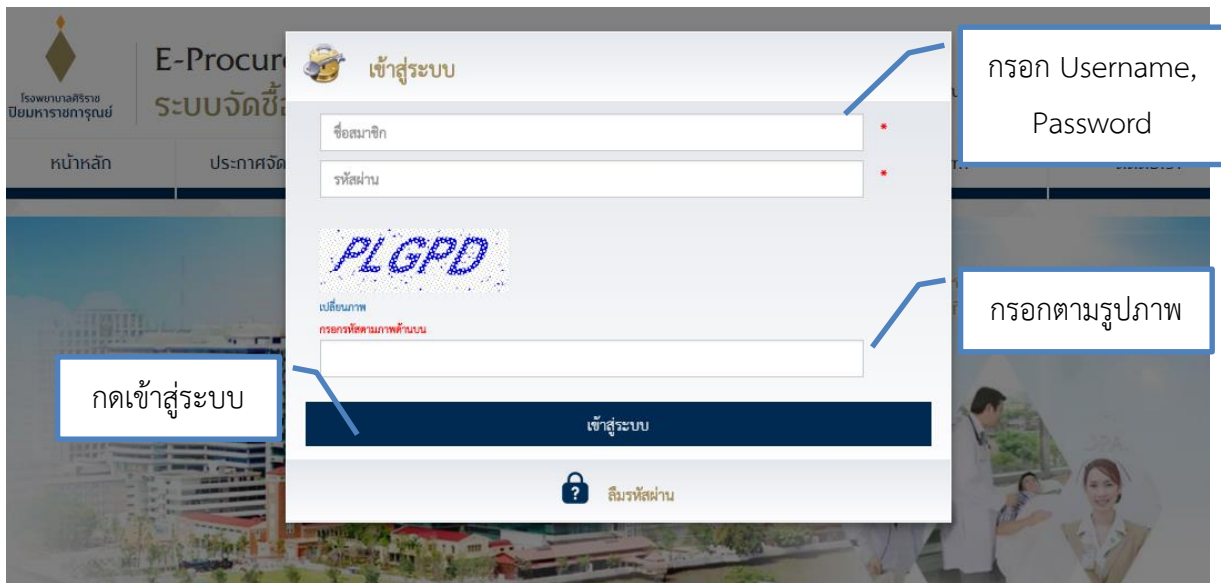 โรงพยาบาลศิริราช
ปิยมหาราชการุณย์
E-Procur
ระบบจัดซื้อ
หน้าหลัก
ประกาศจัด
เข้าสู่ระบบ
ชื่อสมาชิก
*
รหัสผ่าน
*
PLGPD
เปลี่ยนภาพ
กรอกรหัสตามภาพด้านบน
เข้าสู่ระบบ
ลืมรหัสผ่าน
กรอก Username,
Password
กรอกตามรูปภาพ
กดเข้าสู่ระบบ